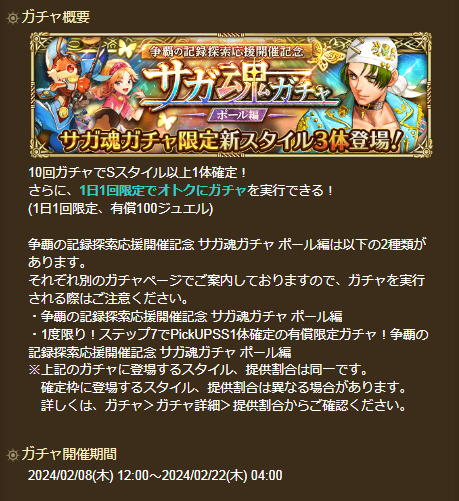 ガチャ概要
争覇の記録探索応援開催記念
サガ魂ガチャ
ポール編
サガ魂ガチャ限定新スタイル3体登場!
10回ガチャでSスタイル以上1体確定！
さらに、1日1回限定でオトクにガチャを実行できる！
(1日1回限定、有償100ジュエル)
争覇の記録探索応援開催記念 サガ魂ガチャ ポール編は以下の2種類が
あります。
それぞれ別のガチャページでご案内しておりますので、ガチャを実行
される際はご注意ください。
・争覇の記録探索応援開催記念 サガ魂ガチャ ポール編
・1度限り！ステップ7でPickUPSS1体確定の有償限定ガチャ！争覇の
記録探索応援開催記念 サガ魂ガチャ ポール編
※上記のガチャに登場するスタイル、提供割合は同一です。
確定枠に登場するスタイル、提供割合は異なる場合があります。
詳しくは、ガチャ＞ガチャ詳細＞提供割合からご確認ください。
ガチャ開催期間
2024/02/08(木) 12:00～2024/02/22(木) 04:00